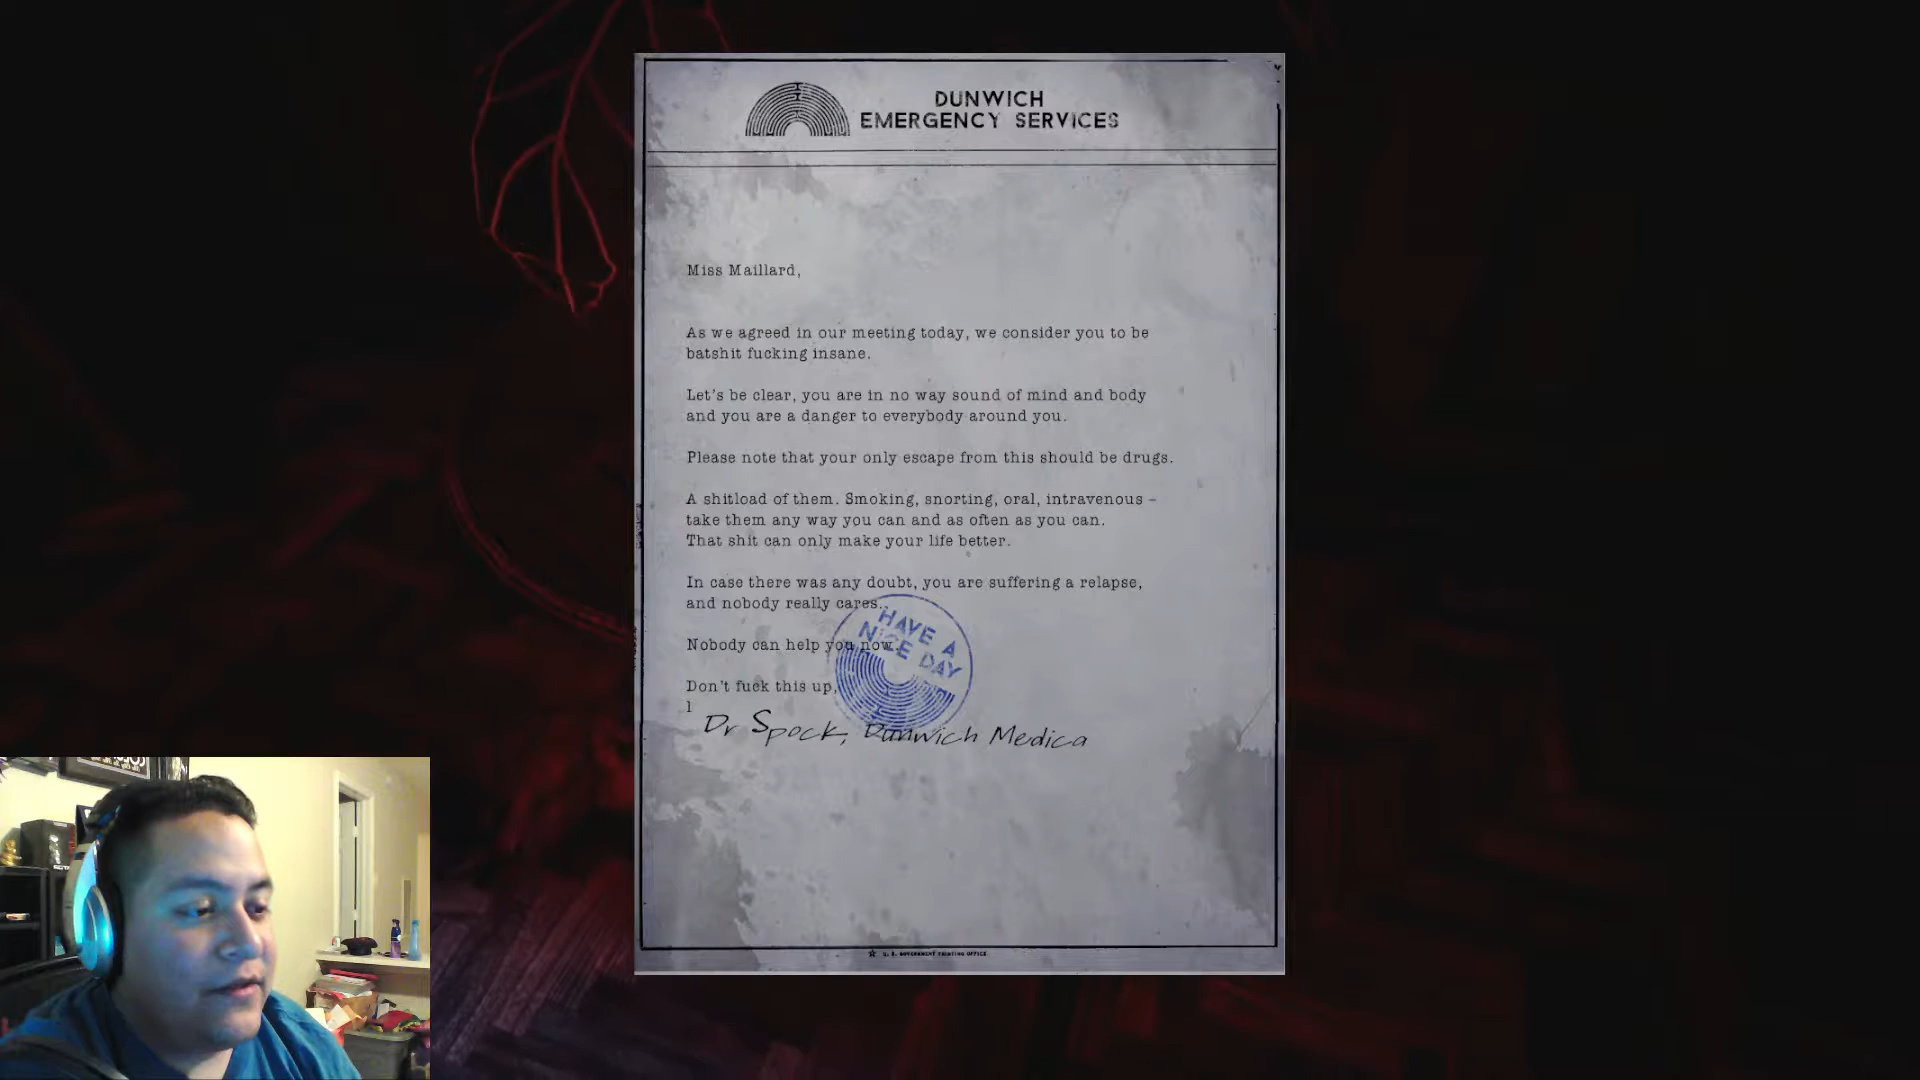 DUNWICH
EMERGENCY SERVICES
Miss Maillard,
As we agreed in our meeting today, we consider you to be
batshit fucking insane.
Let's be clear, you are in no way sound of mind and body
and you are a danger to everybody around you.
Please note that your only escape from this should be drugs.
A shitload of them. Smoking, snorting, oral, intravenous –
take them any way you can and as often as you can.
That shit can only make your life better.
In case there was any doubt, you are suffering a relapse,
and nobody really cares.
HAVE A
NICE DAY
Nobody can help you now.
Don't fuck this up,
l
Dr Spock, Dunwich Medica
U. S. GOVERNMENT PRINTING OFFICE